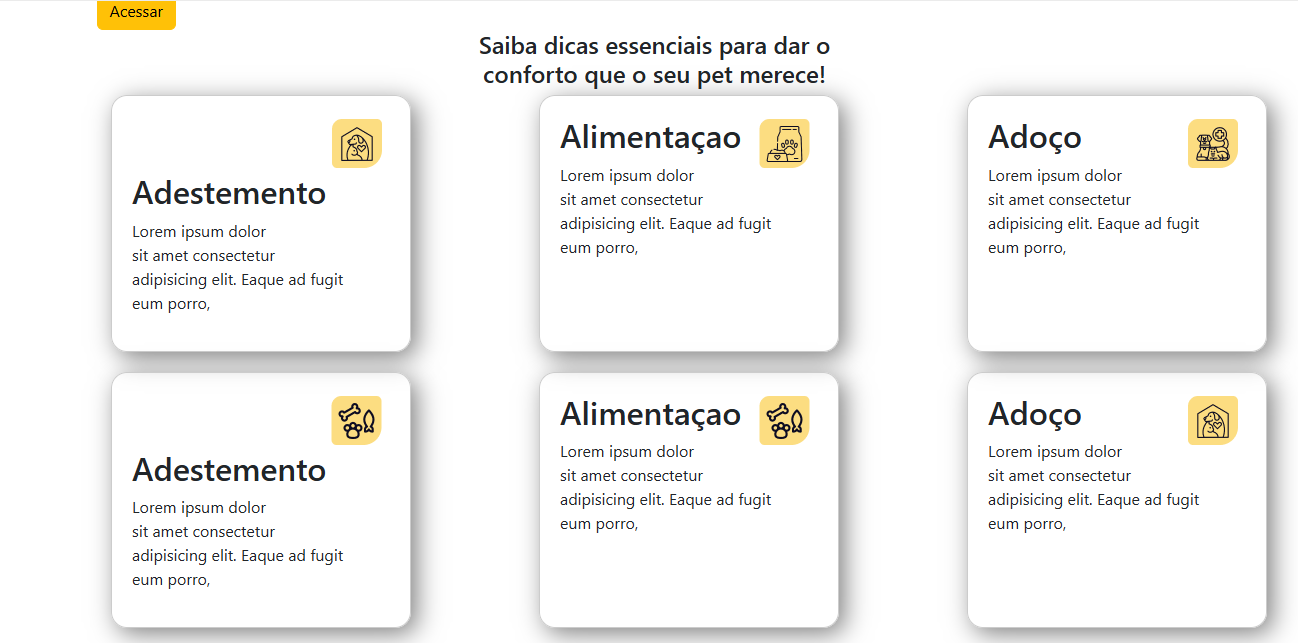 Acessar
Saiba dicas essenciais para dar o
conforto que o seu pet merece!
Adestemento
Lorem ipsum dolor
sit amet consectetur
adipisicing elit. Eaque ad fugit
eum porro,
Alimentaçao
Lorem ipsum dolor
sit amet consectetur
adipisicing elit. Eaque ad fugit
eum porro,
Adoço
Lorem ipsum dolor
sit amet consectetur
adipisicing elit. Eaque ad fugit
eum porro,
Adestemento
Lorem ipsum dolor
sit amet consectetur
adipisicing elit. Eaque ad fugit
eum porro,
Alimentaçao
Lorem ipsum dolor
sit amet consectetur
adipisicing elit. Eaque ad fugit
eum porro,
Adoço
Lorem ipsum dolor
sit amet consectetur
adipisicing elit. Eaque ad fugit
eum porro,